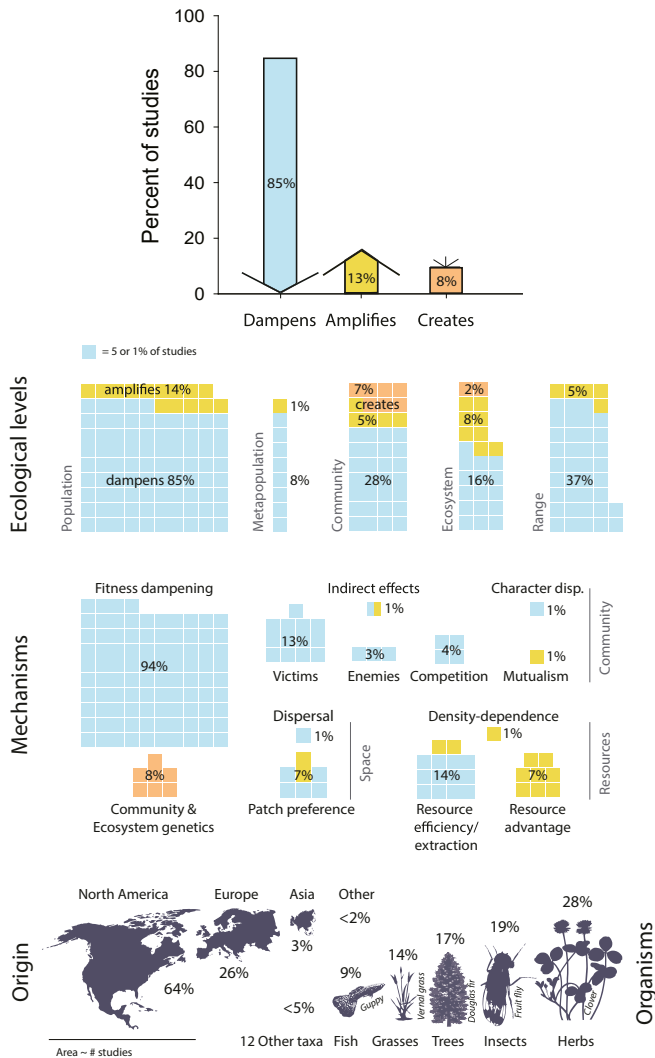 100
80
60
40
20
0
Percent of studies
85%
13%
8%
Dampens Amplifies Creates
= 5 or 1% of studies
Ecological levels
Population
amplifies 14%
dampens 85%
Metapopulation
1%
8%
Community
7%
creates
5%
28%
Ecosystem
2%
8%
16%
Range
5%
37%
Mechanisms
Fitness dampening
94%
Indirect effects
1%
Character disp.
1%
13%
3%
4%
1%
Victims Enemies Competition Mutualism
Community
Dispersal
1%
Density-dependence
1%
8%
7%
14%
7%
Space
Resources
Community &
Ecosystem genetics
Patch preference
Resource
efficiency/
extraction
Resource
advantage
Origin
North America Europe Asia Other
<2%
3%
26%
64%
<5%
9%
14%
17%
19%
28%
Guppy
Vernal grass
Douglas fir
Fruit fliy
Clover
12 Other taxa Fish Grasses Trees Insects Herbs
Organisms
Area ~ # studies